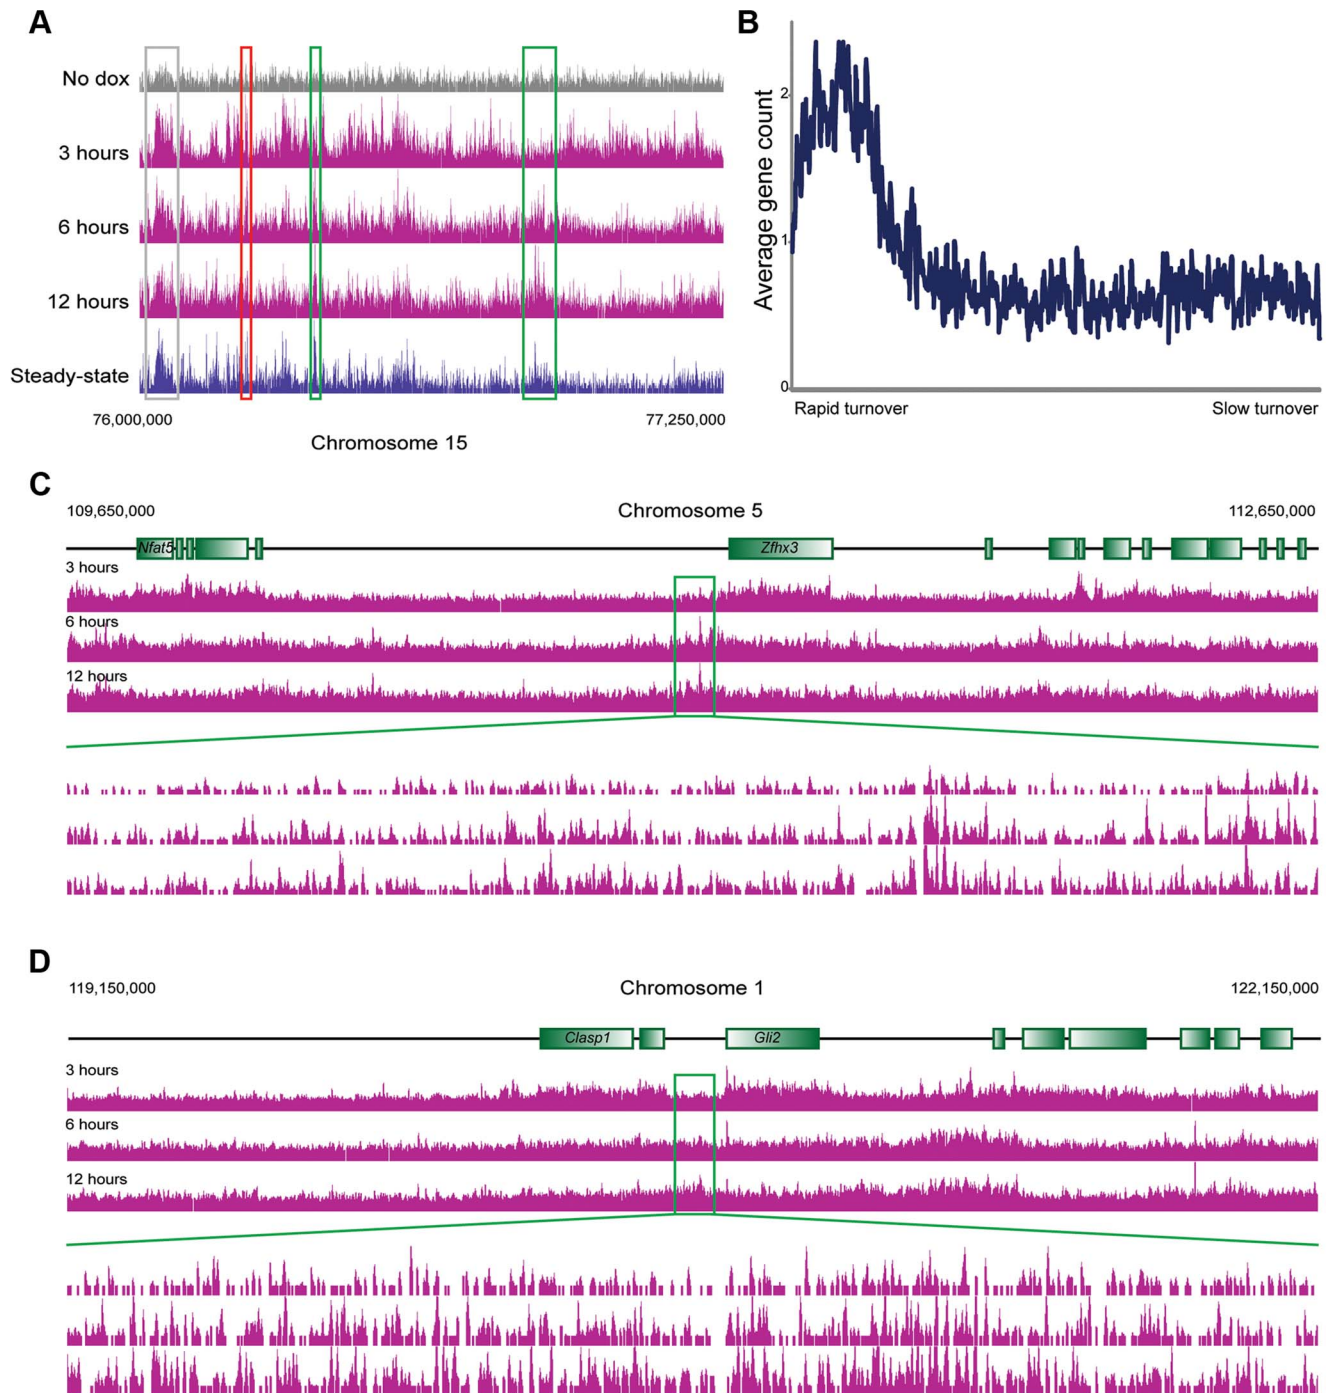 A
No dox
3 hours
6 hours
12 hours
Steady-state
76,000,000
77,250,000
Chromosome 15
B
Average gene count
2
1
0
Rapid turnover
Slow turnover
C
109,650,000
Chromosome 5
112,650,000
Nfat5
Zfhx3
3 hours
6 hours
12 hours
D
119,150,000
Chromosome 1
122,150,000
Clasp1
Gli2
3 hours
6 hours
12 hours